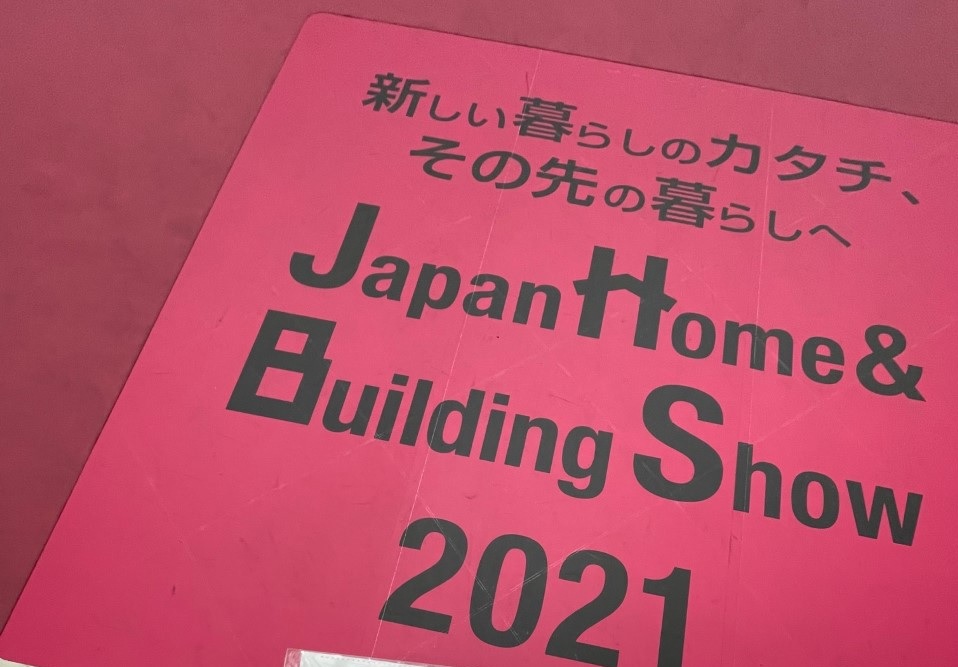 新しい暮らしのカタチ、
その先の暮らしへ
Japan Home &
Building Show
2021